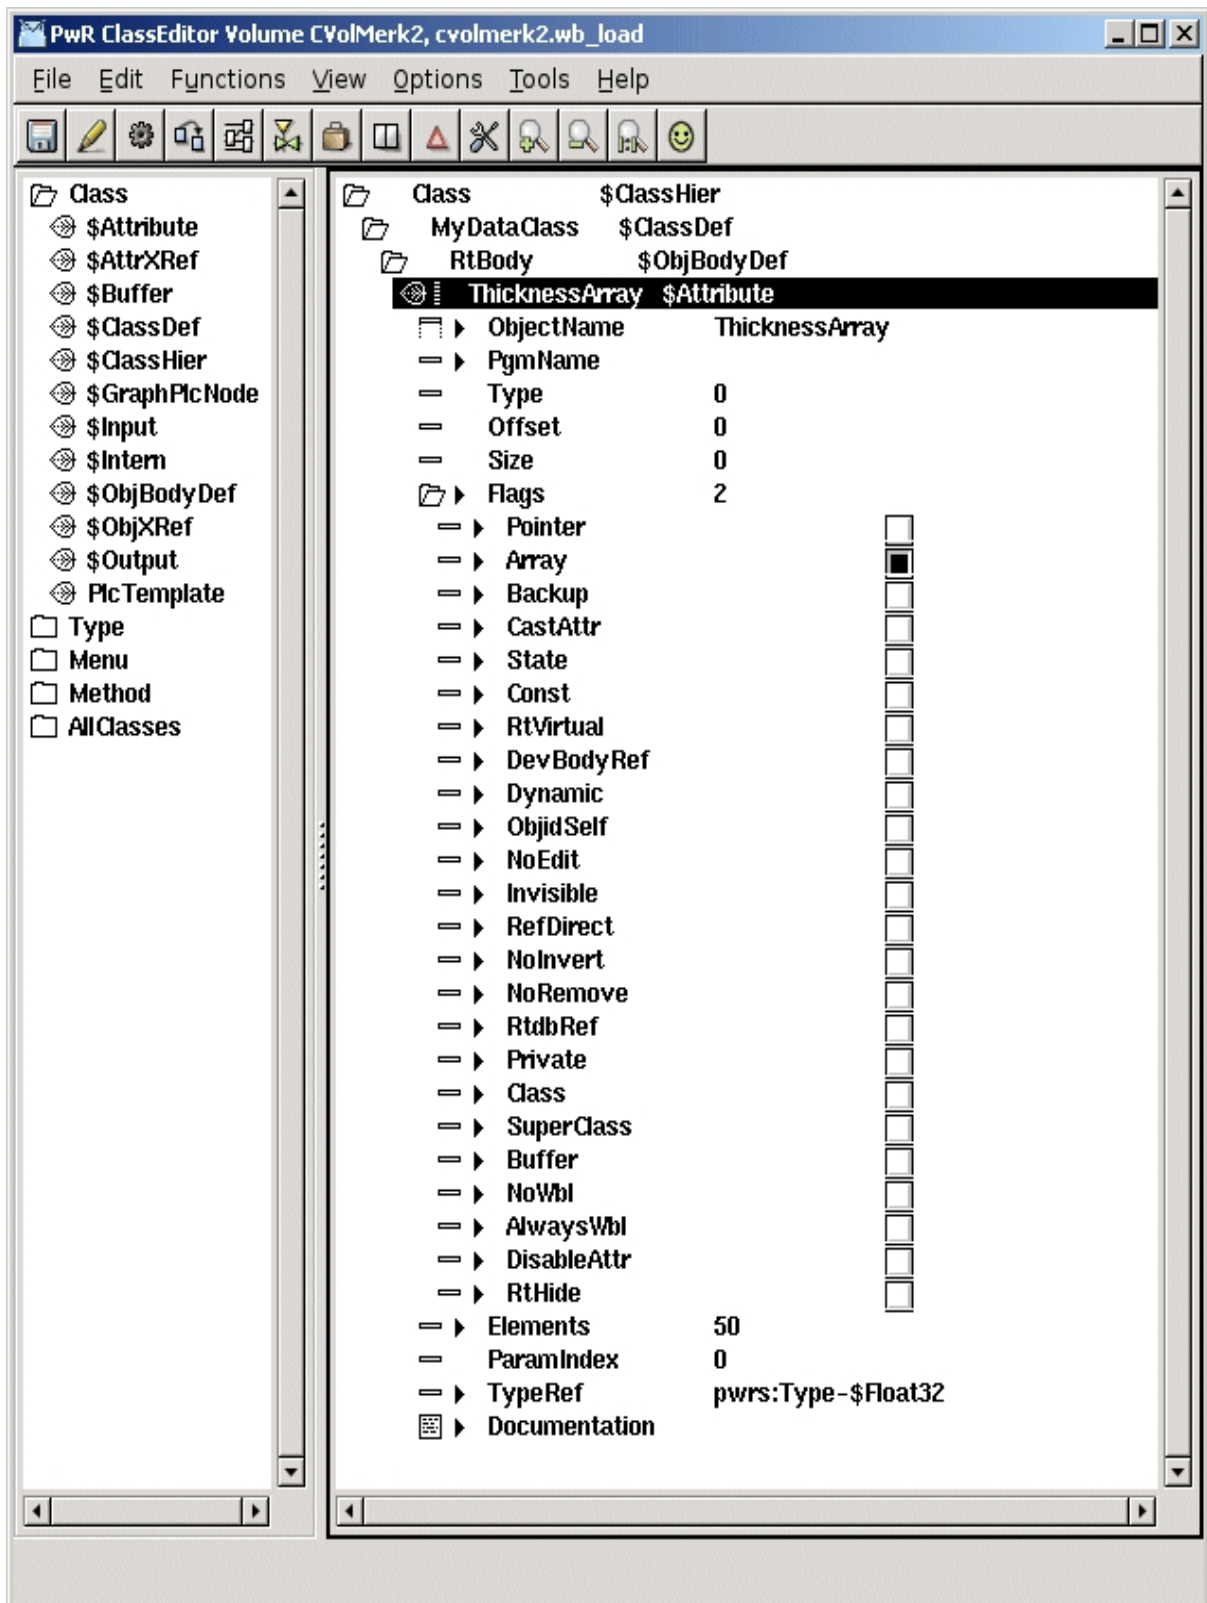 PwR ClassEditor Volume CVolMerk2, cvolmerk2.wb_load
File Edit Functions View Options Tools Help
Class
$Attribute
$AttrXRef
$Buffer
$ClassDef
$ClassHier
$GraphPlcNode
$Input
$Intern
$ObjBodyDef
$ObjXRef
$Output
PlcTemplate
Type
Menu
Method
AllClasses
Class $ClassHier
MyDataClass $ClassDef
RtBody $ObjBodyDef
ThicknessArray $Attribute
ObjectName ThicknessArray
PgmName
Type 0
Offset 0
Size 0
Flags 2
Pointer
Array
Backup
CastAttr
State
Const
RtVirtual
DevBodyRef
Dynamic
ObjidSelf
NoEdit
Invisible
RefDirect
NoInvert
NoRemove
RtdbRef
Private
Class
SuperClass
Buffer
NoWbl
AlwaysWbl
DisableAttr
RtHide
Elements 50
ParamIndex 0
TypeRef pwrs:Type-$Float32
Documentation